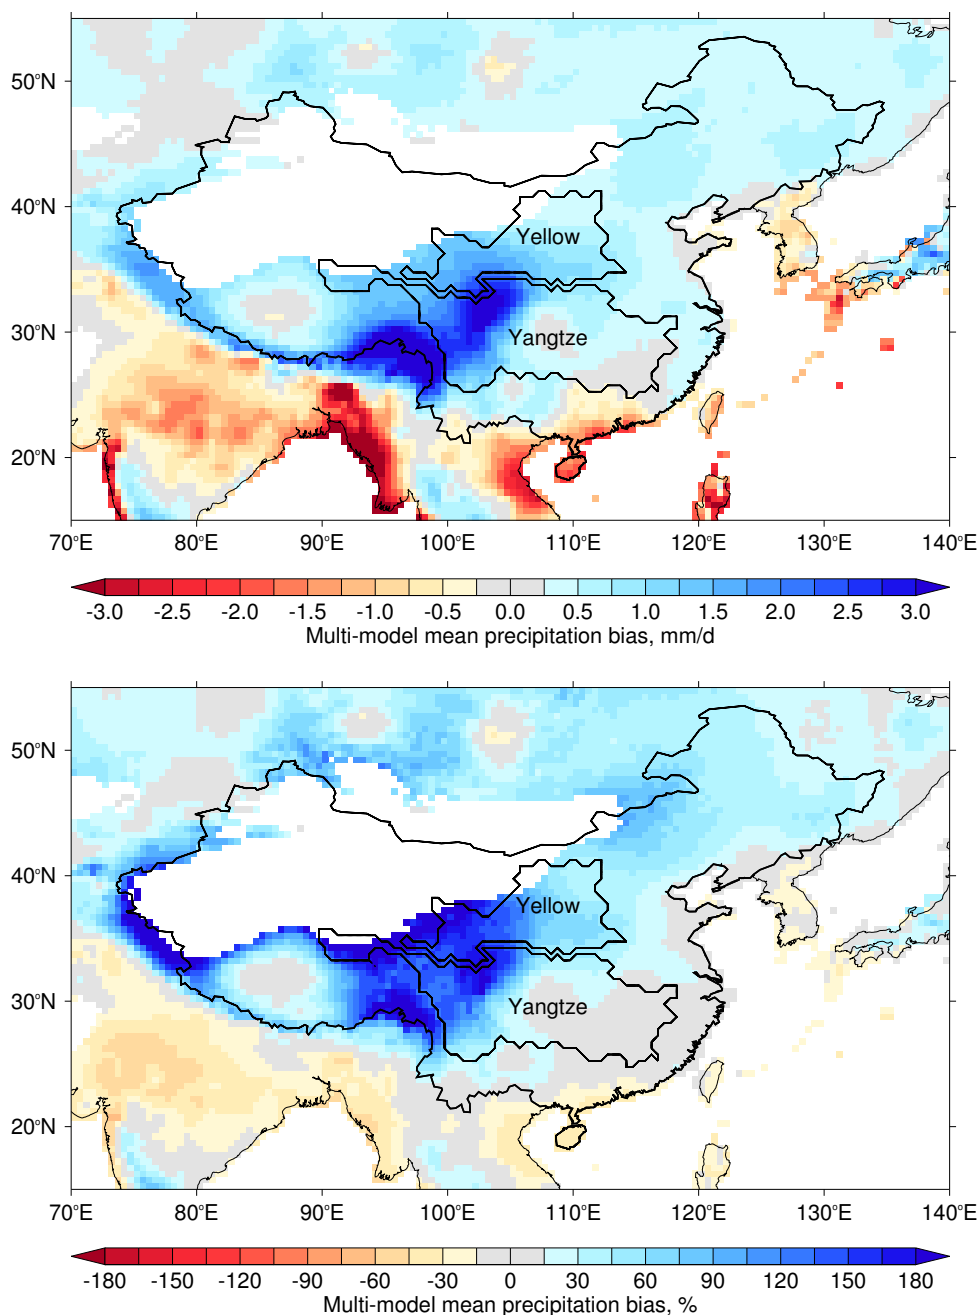 50°N
40°N
30°N
20°N
Yellow
Yangtze
70°E 80°E 90°E 100°E 110°E 120°E 130°E 140°E
-3.0 -2.5 -2.0 -1.5 -1.0 -0.5 0.0 0.5 1.0 1.5 2.0 2.5 3.0
Multi-model mean precipitation bias, mm/d
50°N
40°N
30°N
20°N
Yellow
Yangtze
70°E 80°E 90°E 100°E 110°E 120°E 130°E 140°E
-180 -150 -120 -90 -60 -30 0 30 60 90 120 150 180
Multi-model mean precipitation bias, %